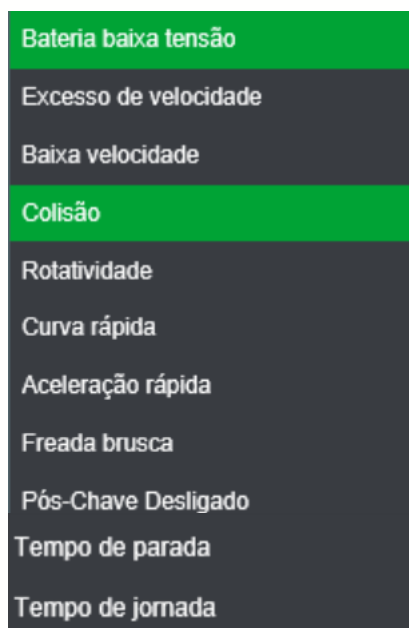 Bateria baixa tensão
Excesso de velocidade
Baixa velocidade
Colisão
Rotatividade
Curva rápida
Aceleração rápida
Freada brusca
Pós-Chave Desligado
Tempo de parada
Tempo de jornada